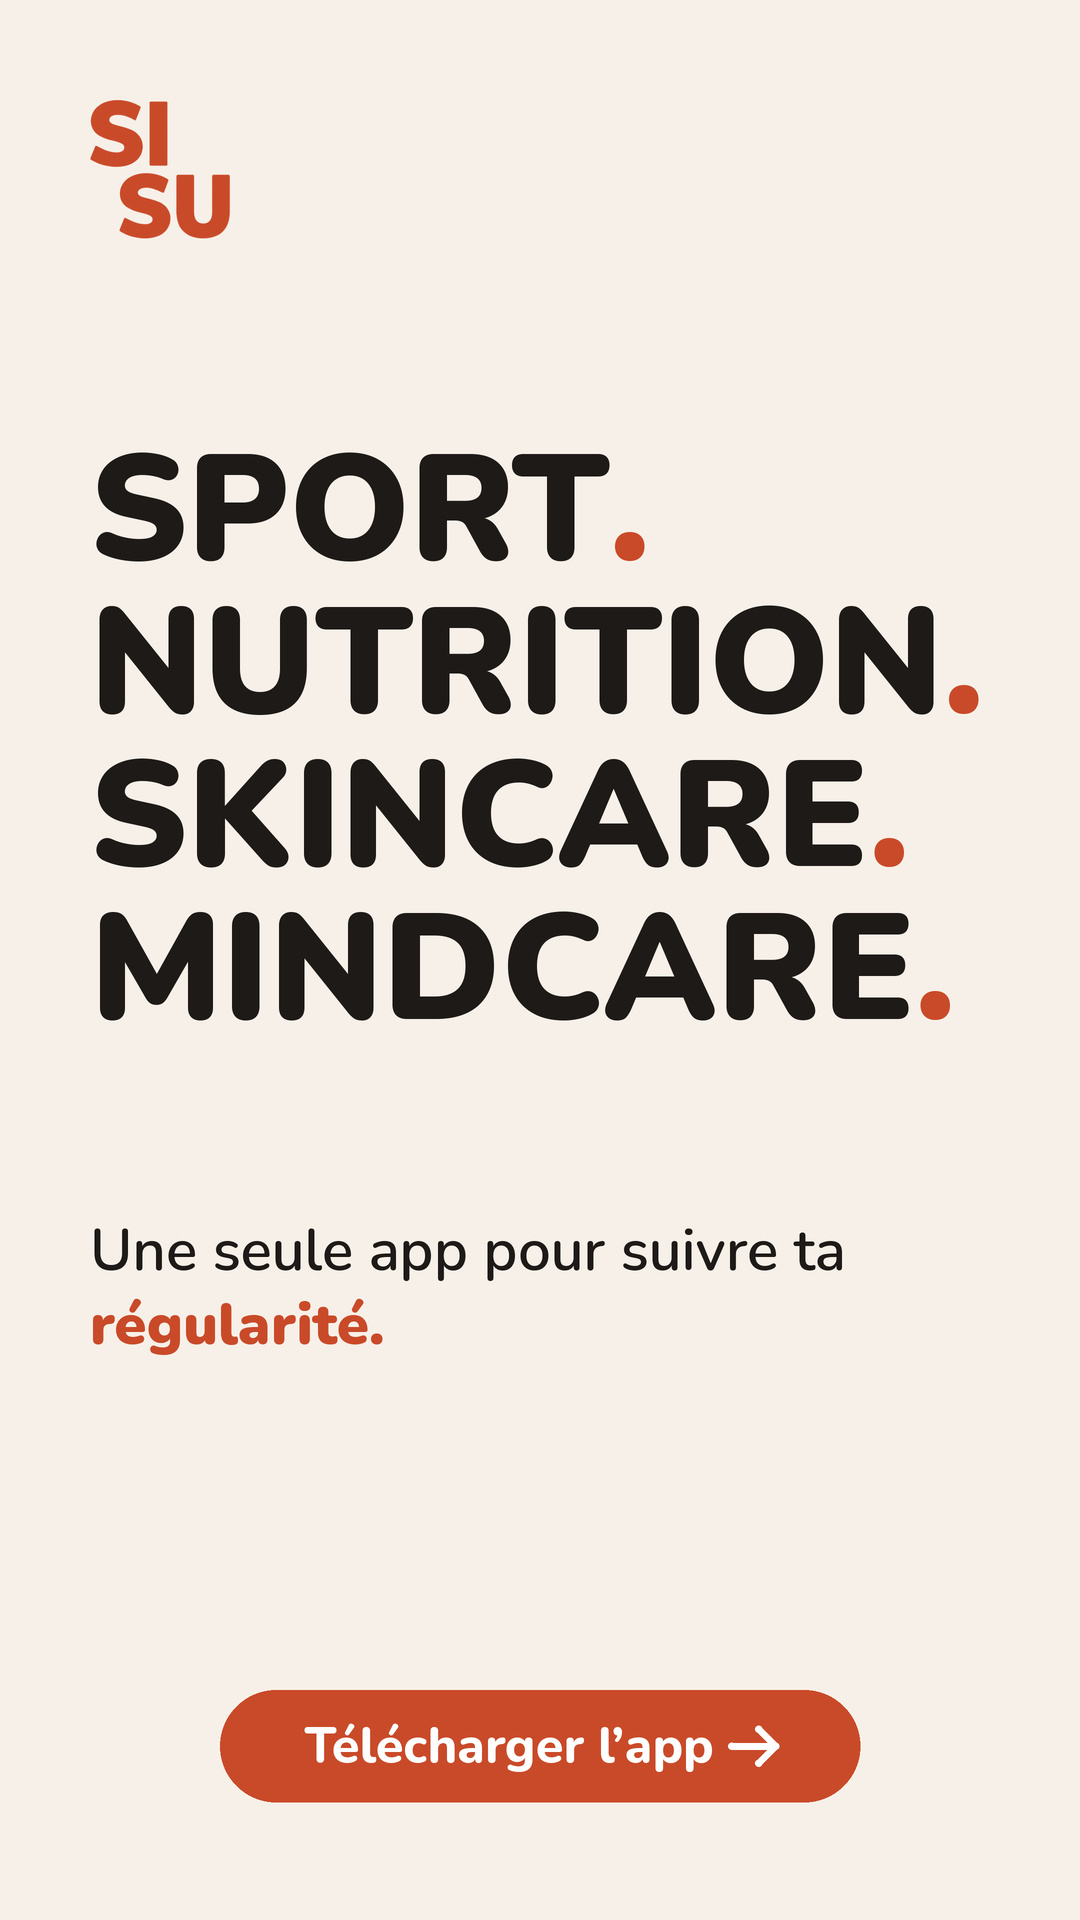 SI
SU
SPORT.
NUTRITION.
SKINCARE.
MINDCARE.
Une seule app pour suivre ta
régularité.
Télécharger l’app →